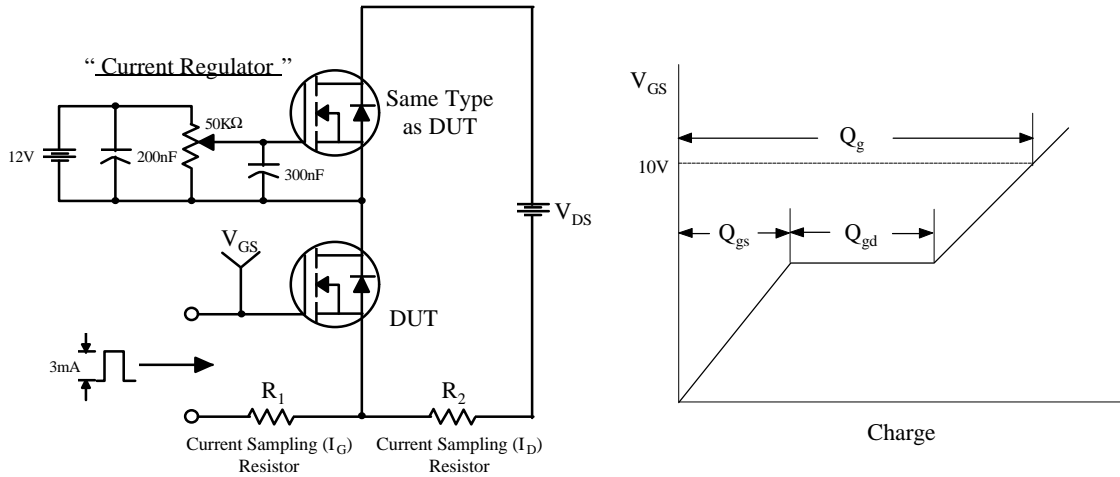 “ Current Regulator ”
Same Type
as DUT
50KΩ
12V
200nF
300nF
V_DS
V_GS
DUT
3mA
R_1
R_2
Current Sampling (I_G)
Resistor
Current Sampling (I_D)
Resistor
V_GS
Q_g
10V
Q_gs
Q_gd
Charge